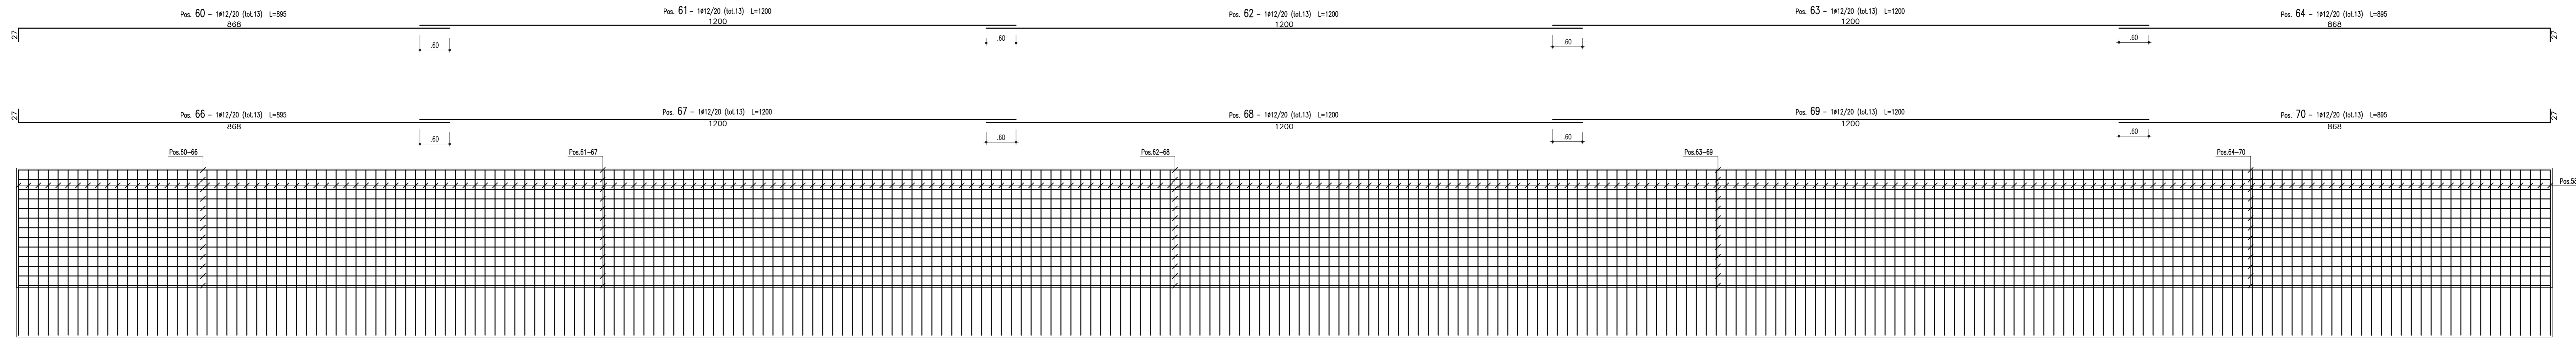 Pos. 60 - 1ø12/20 (tot.13) L=895
868
27
Pos. 61 - 1ø12/20 (tot.13) L=1200
1200
Pos. 62 - 1ø12/20 (tot.13) L=1200
1200
Pos. 63 - 1ø12/20 (tot.13) L=1200
1200
Pos. 64 - 1ø12/20 (tot.13) L=895
868
27
.60
.60
.60
.60
Pos. 66 - 1ø12/20 (tot.13) L=895
868
27
Pos. 67 - 1ø12/20 (tot.13) L=1200
1200
Pos. 68 - 1ø12/20 (tot.13) L=1200
1200
Pos. 69 - 1ø12/20 (tot.13) L=1200
1200
Pos. 70 - 1ø12/20 (tot.13) L=895
868
27
.60
.60
.60
.60
Pos.60-66
Pos.61-67
Pos.62-68
Pos.63-69
Pos.64-70